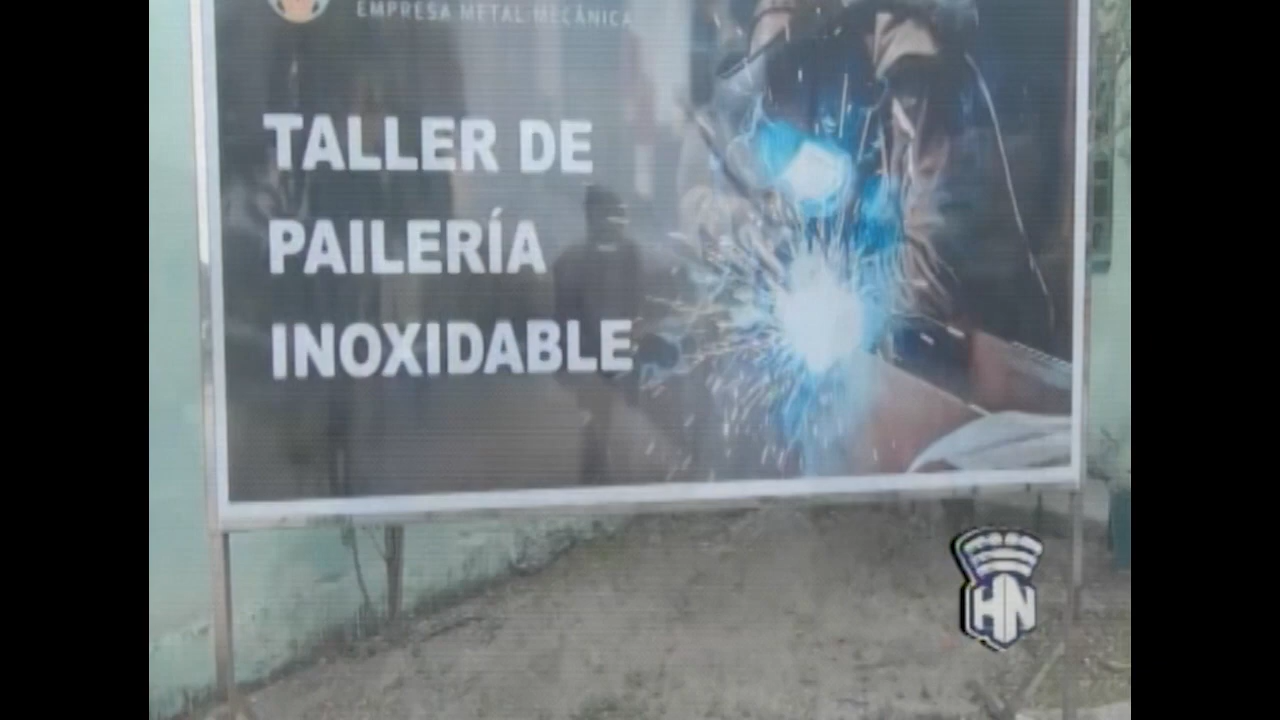 EMPRESA METAL MECÁNICA
TALLER DE
PAILERÍA
INOXIDABLE
HN